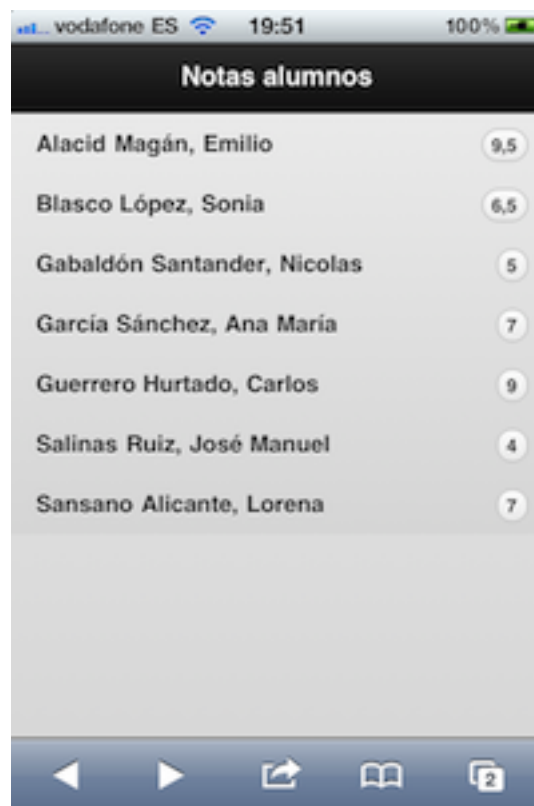 vodafone ES 19:51 100%
Notas alumnos
Alacid Magán, Emilio 9,5
Blasco López, Sonia 6,5
Gabaldón Santander, Nicolas 5
García Sánchez, Ana María 7
Guerrero Hurtado, Carlos 9
Salinas Ruiz, José Manuel 4
Sansano Alicante, Lorena 7
2